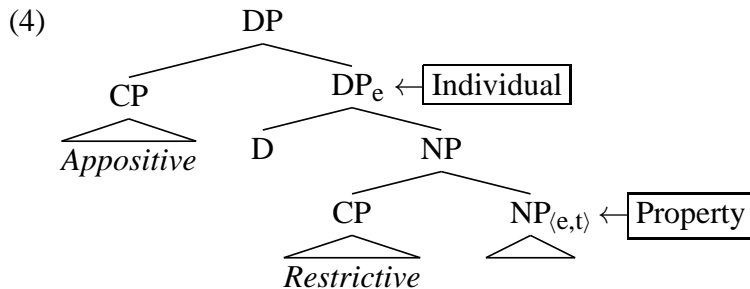 (4) DP
CP DPe ← Individual
Appositive D NP
CP NP⟨e,t⟩ ← Property
Restrictive